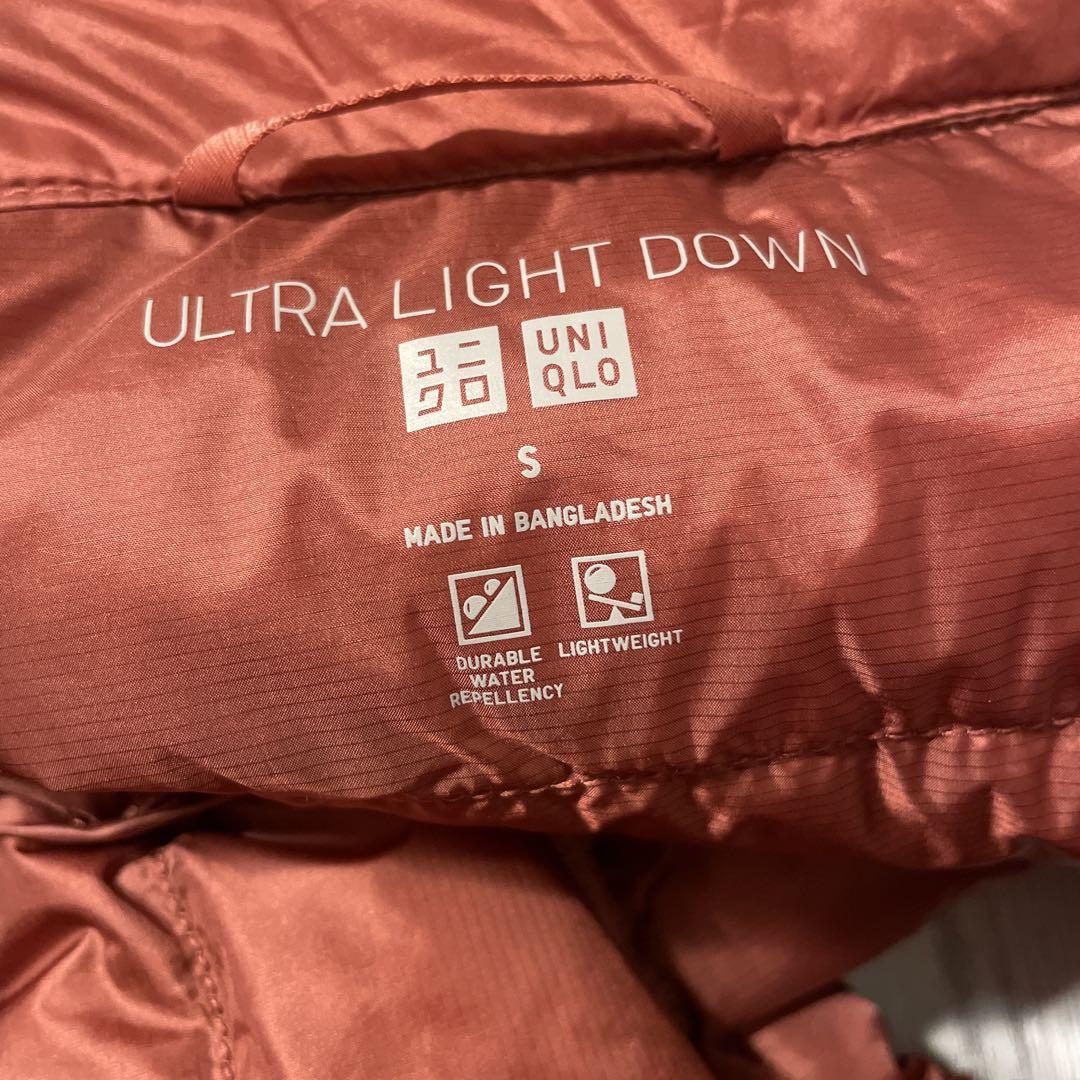 ULTRA LIGHT DOWN
ユニ
クロ
UNI
QLO
S
MADE IN BANGLADESH
DURABLE
WATER
REPELLENCY
LIGHTWEIGHT